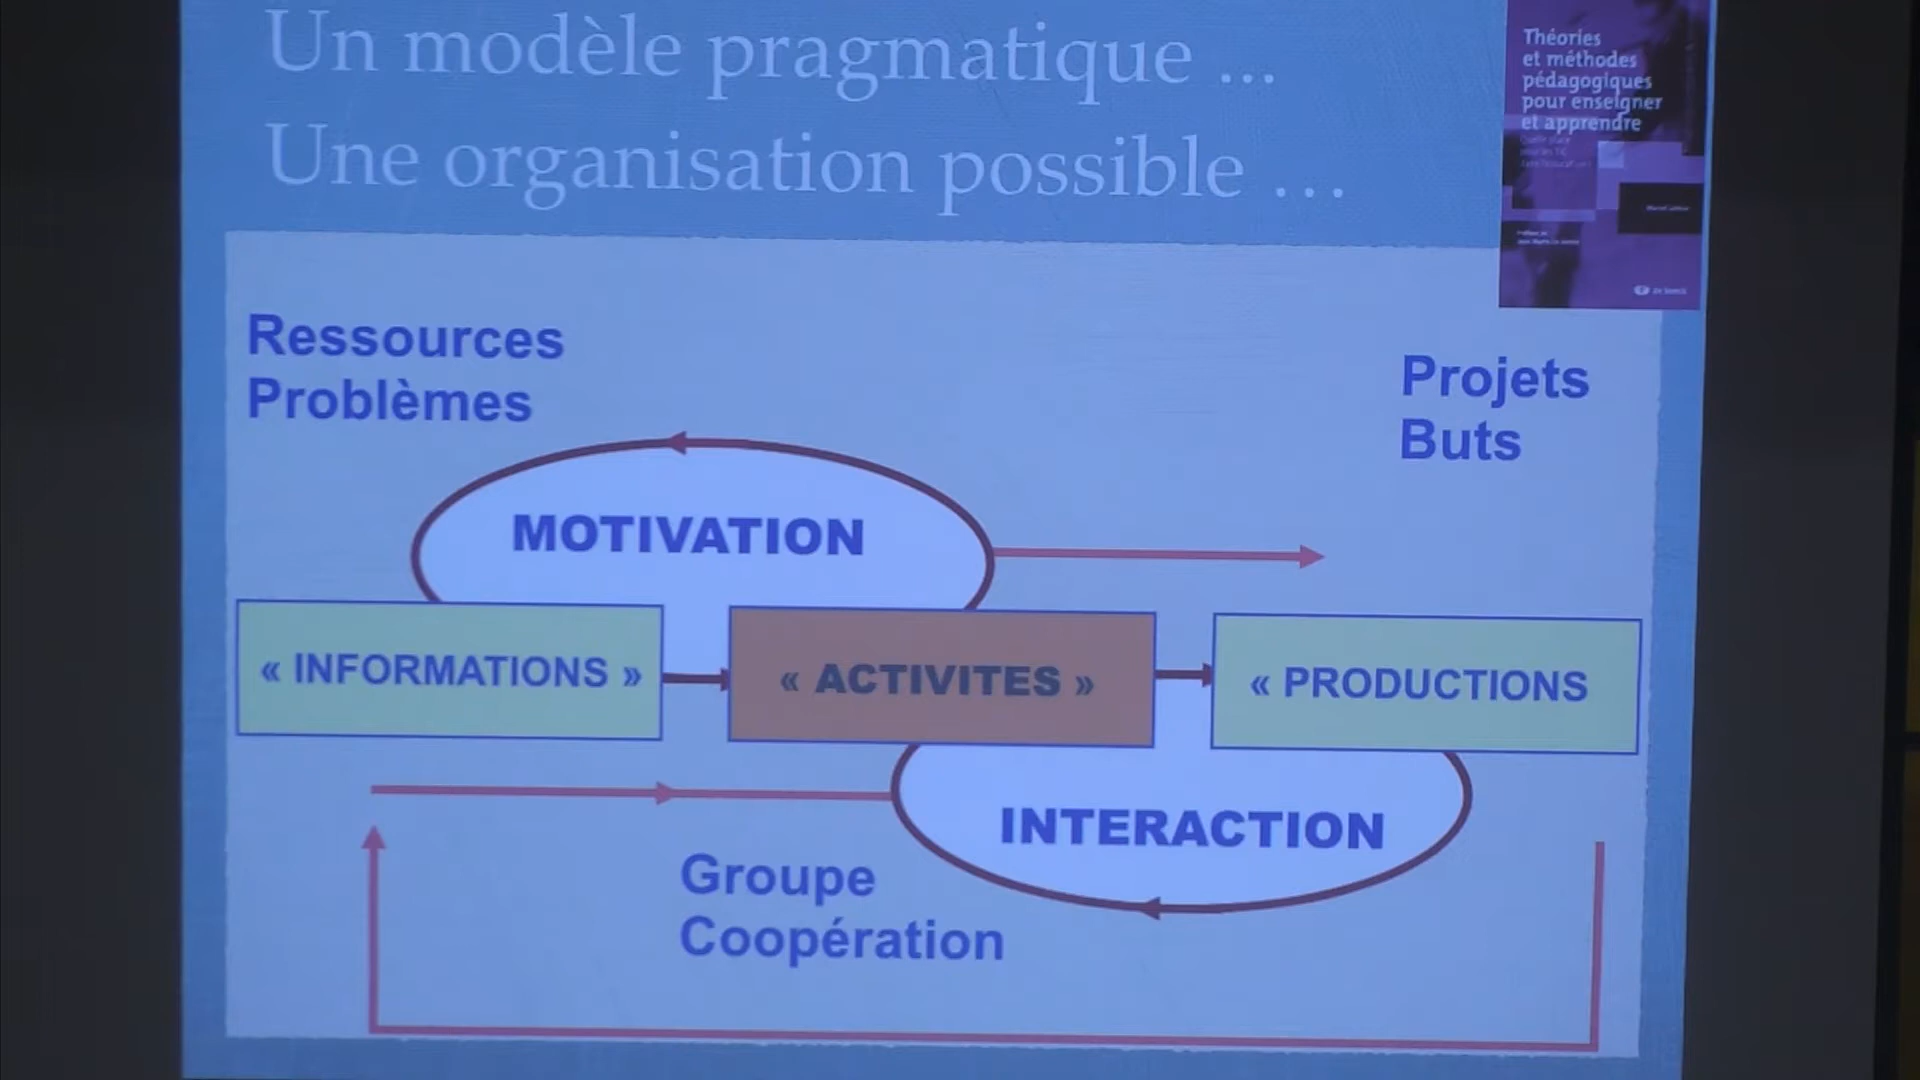 Un modèle pragmatique ...
Une organisation possible ...
Théories
et méthodes
pédagogiques
pour enseigner
et apprendre
Ressources
Problèmes
Projets
Buts
MOTIVATION
« INFORMATIONS »
« ACTIVITES »
« PRODUCTIONS
INTERACTION
Groupe
Coopération